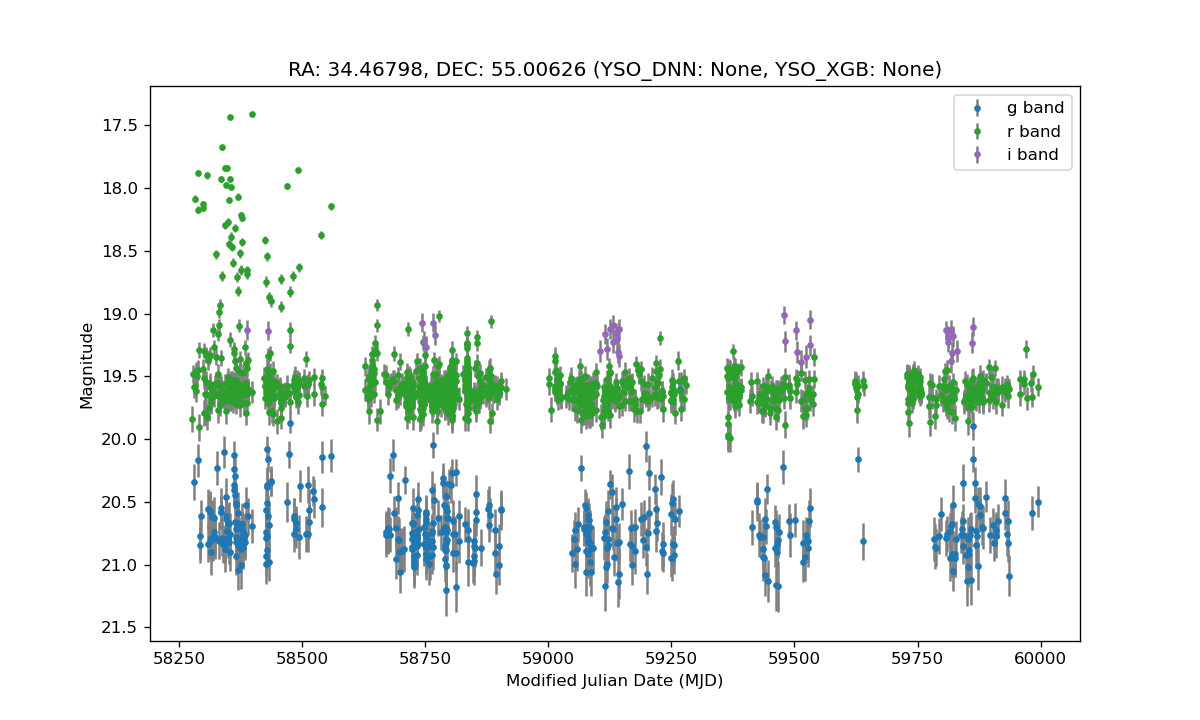 RA: 34.46798, DEC: 55.00626 (YSO_DNN: None, YSO_XGB: None)
g band
r band
i band
17.5
18.0
18.5
19.0
19.5
20.0
20.5
21.0
21.5
Magnitude
58250 58500 58750 59000 59250 59500 59750 60000
Modified Julian Date (MJD)